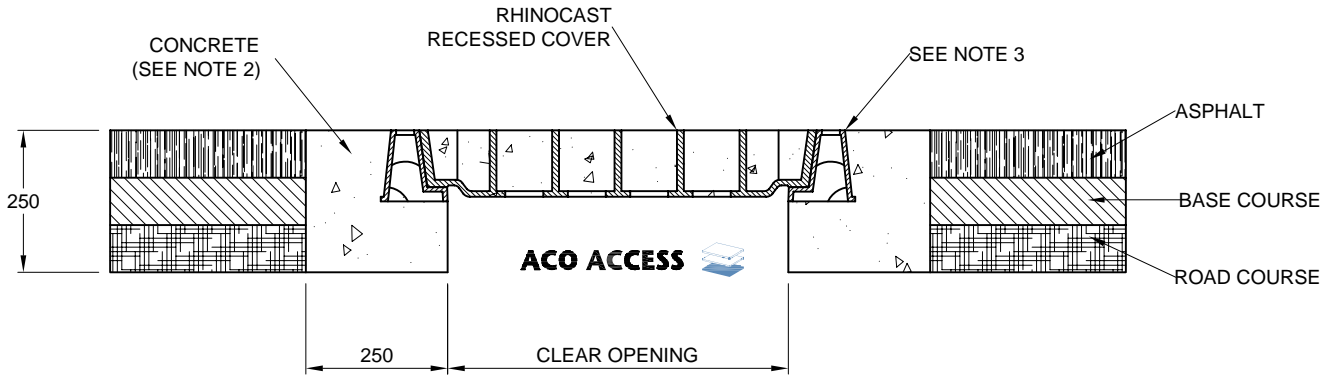 RHINOCAST
RECESSED COVER
CONCRETE
(SEE NOTE 2)
SEE NOTE 3
ASPHALT
250
BASE COURSE
ACO ACCESS
ROAD COURSE
250
CLEAR OPENING